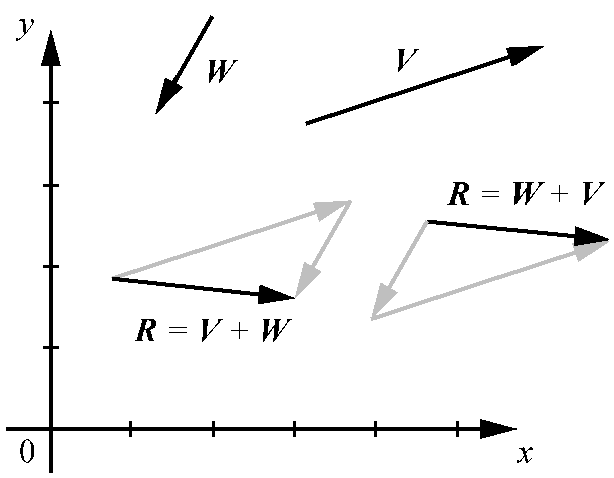 y
W
V
R = W + V
R = V + W
0
x